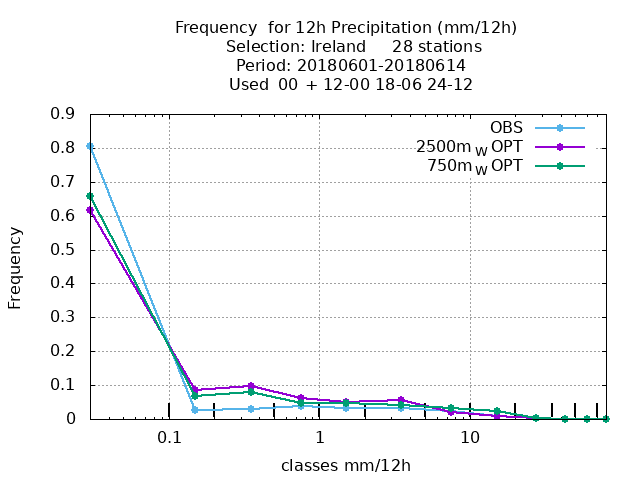 Frequency  for 12h Precipitation (mm/12h)
Selection: Ireland     28 stations
Period: 20180601-20180614
Used  00  + 12-00 18-06 24-12
OBS
2500m_W OPT
750m_W OPT
0.9
0.8
0.7
0.6
0.5
0.4
0.3
0.2
0.1
0
Frequency
0.1 1 10
classes mm/12h